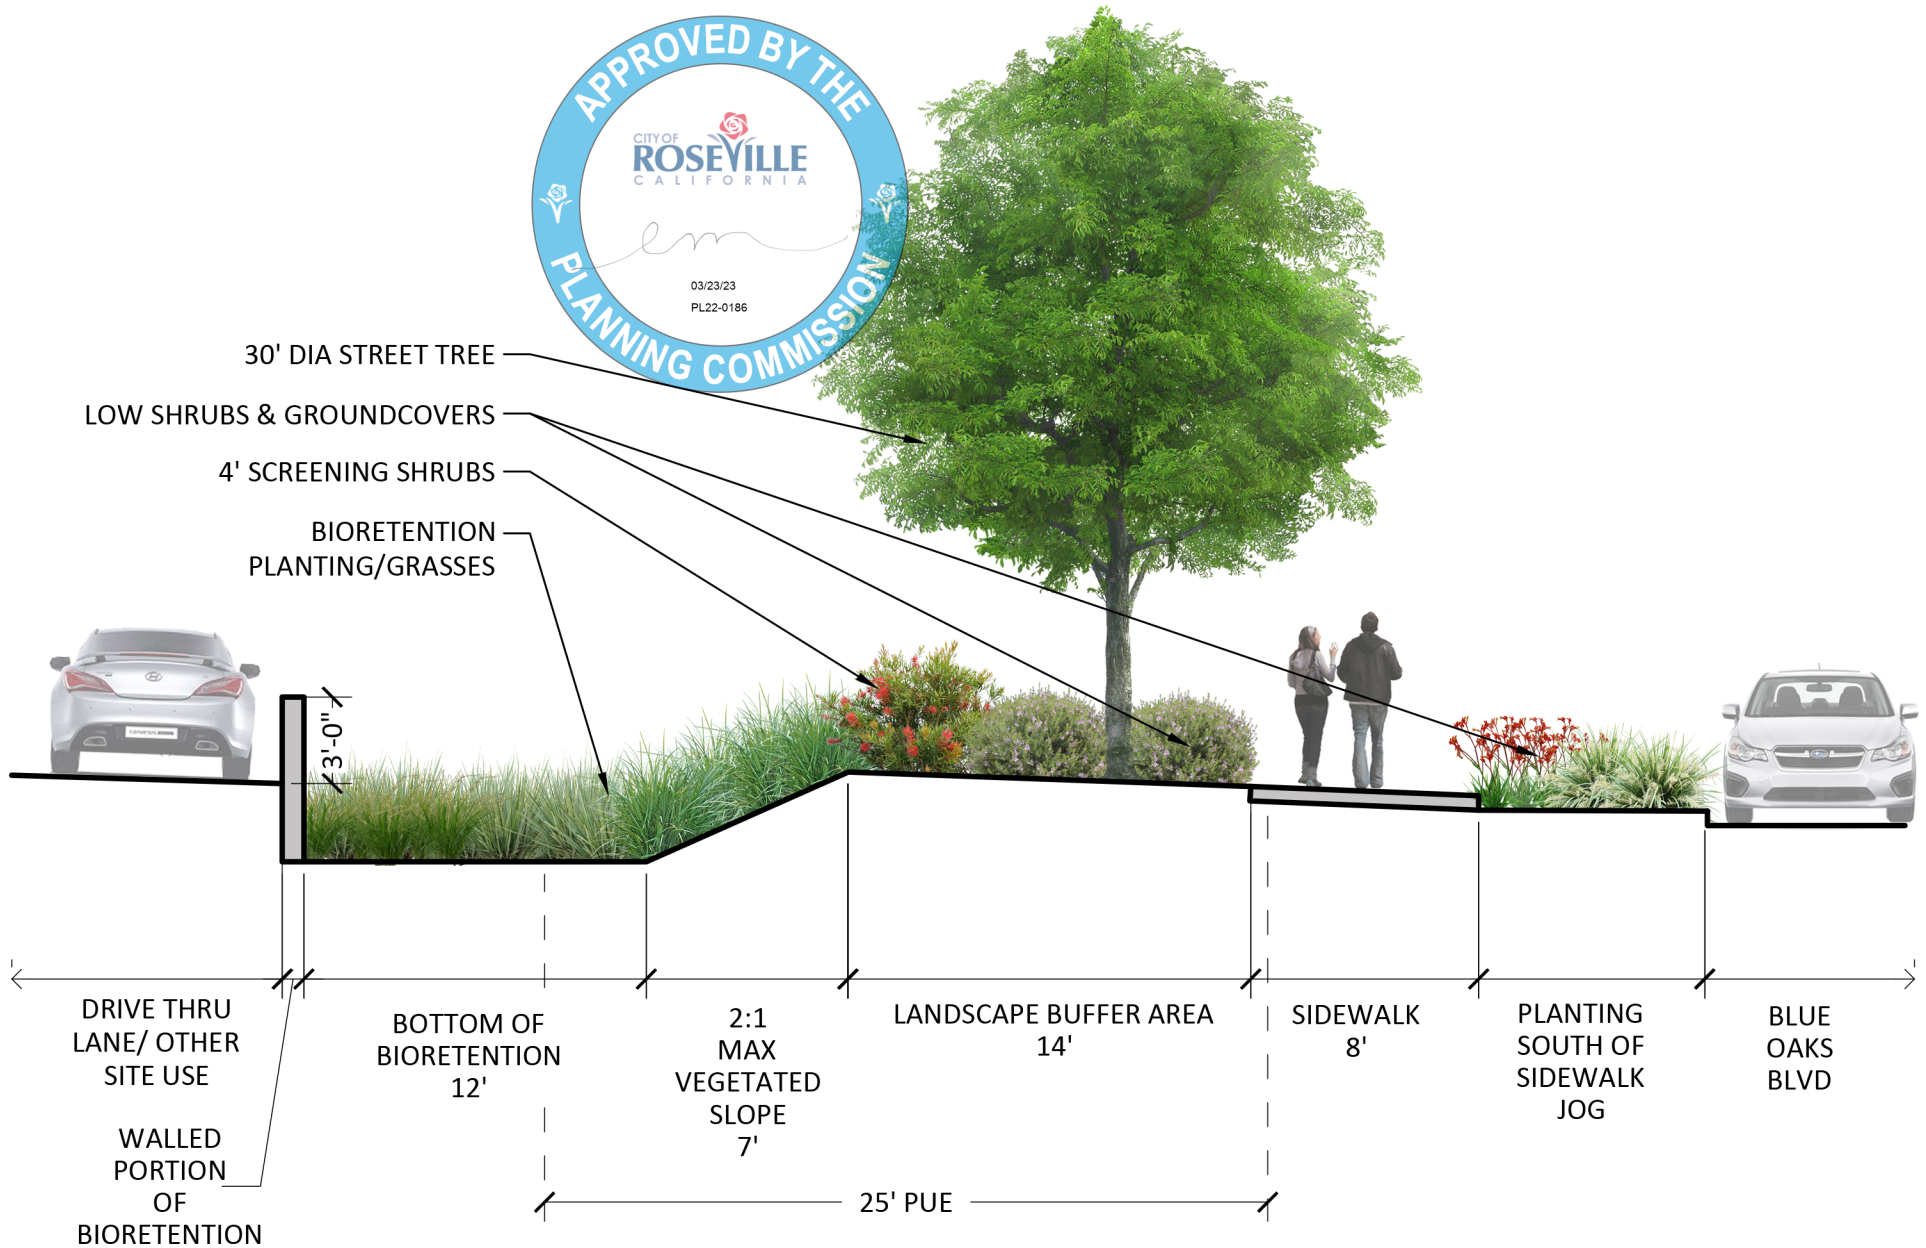 APPROVED BY THE
CITY OF
ROSEVILLE
CALIFORNIA
03/23/23
PL22-0186
PLANNING COMMISSION
30' DIA STREET TREE
LOW SHRUBS & GROUNDCOVERS
4' SCREENING SHRUBS
BIORETENTION
PLANTING/GRASSES
3'-0"
DRIVE THRU
LANE/ OTHER
SITE USE
WALLED
PORTION
OF
BIORETENTION
BOTTOM OF
BIORETENTION
12'
2:1
MAX
VEGETATED
SLOPE
7'
LANDSCAPE BUFFER AREA
14'
SIDEWALK
8'
PLANTING
SOUTH OF
SIDEWALK
JOG
BLUE
OAKS
BLVD
25' PUE